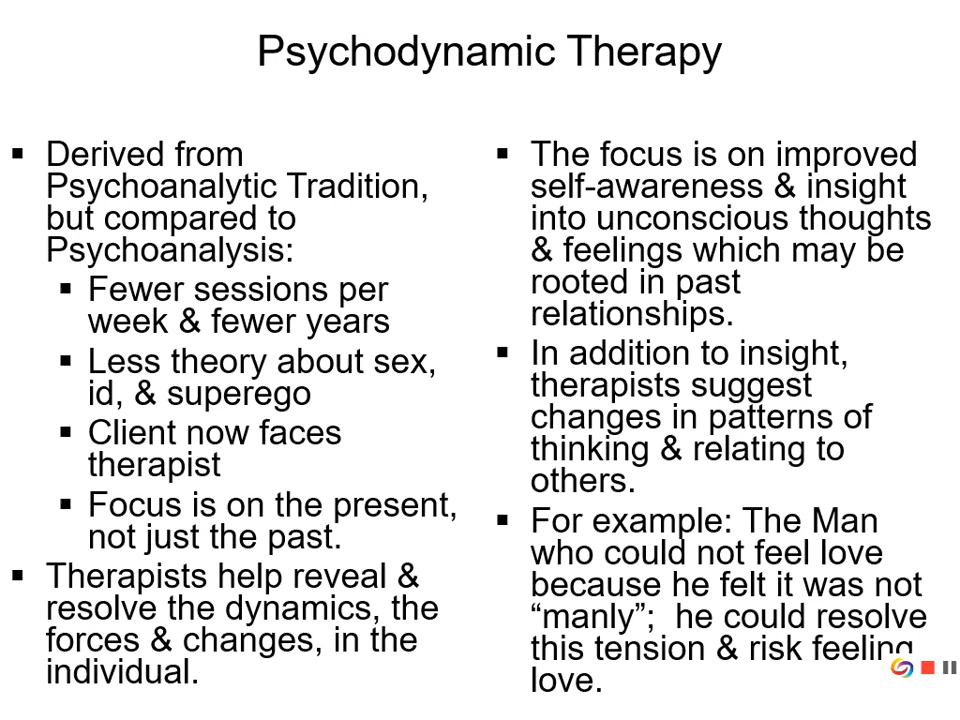 Psychodynamic Therapy
▪ Derived from
Psychoanalytic Tradition,
but compared to
Psychoanalysis:
▪ Fewer sessions per
week & fewer years
▪ Less theory about sex,
id, & superego
▪ Client now faces
therapist
▪ Focus is on the present,
not just the past.
▪ Therapists help reveal &
resolve the dynamics, the
forces & changes, in the
individual.
▪ The focus is on improved
self-awareness & insight
into unconscious thoughts
& feelings which may be
rooted in past
relationships.
▪ In addition to insight,
therapists suggest
changes in patterns of
thinking & relating to
others.
▪ For example: The Man
who could not feel love
because he felt it was not
“manly”;  he could resolve
this tension & risk feeling
love.